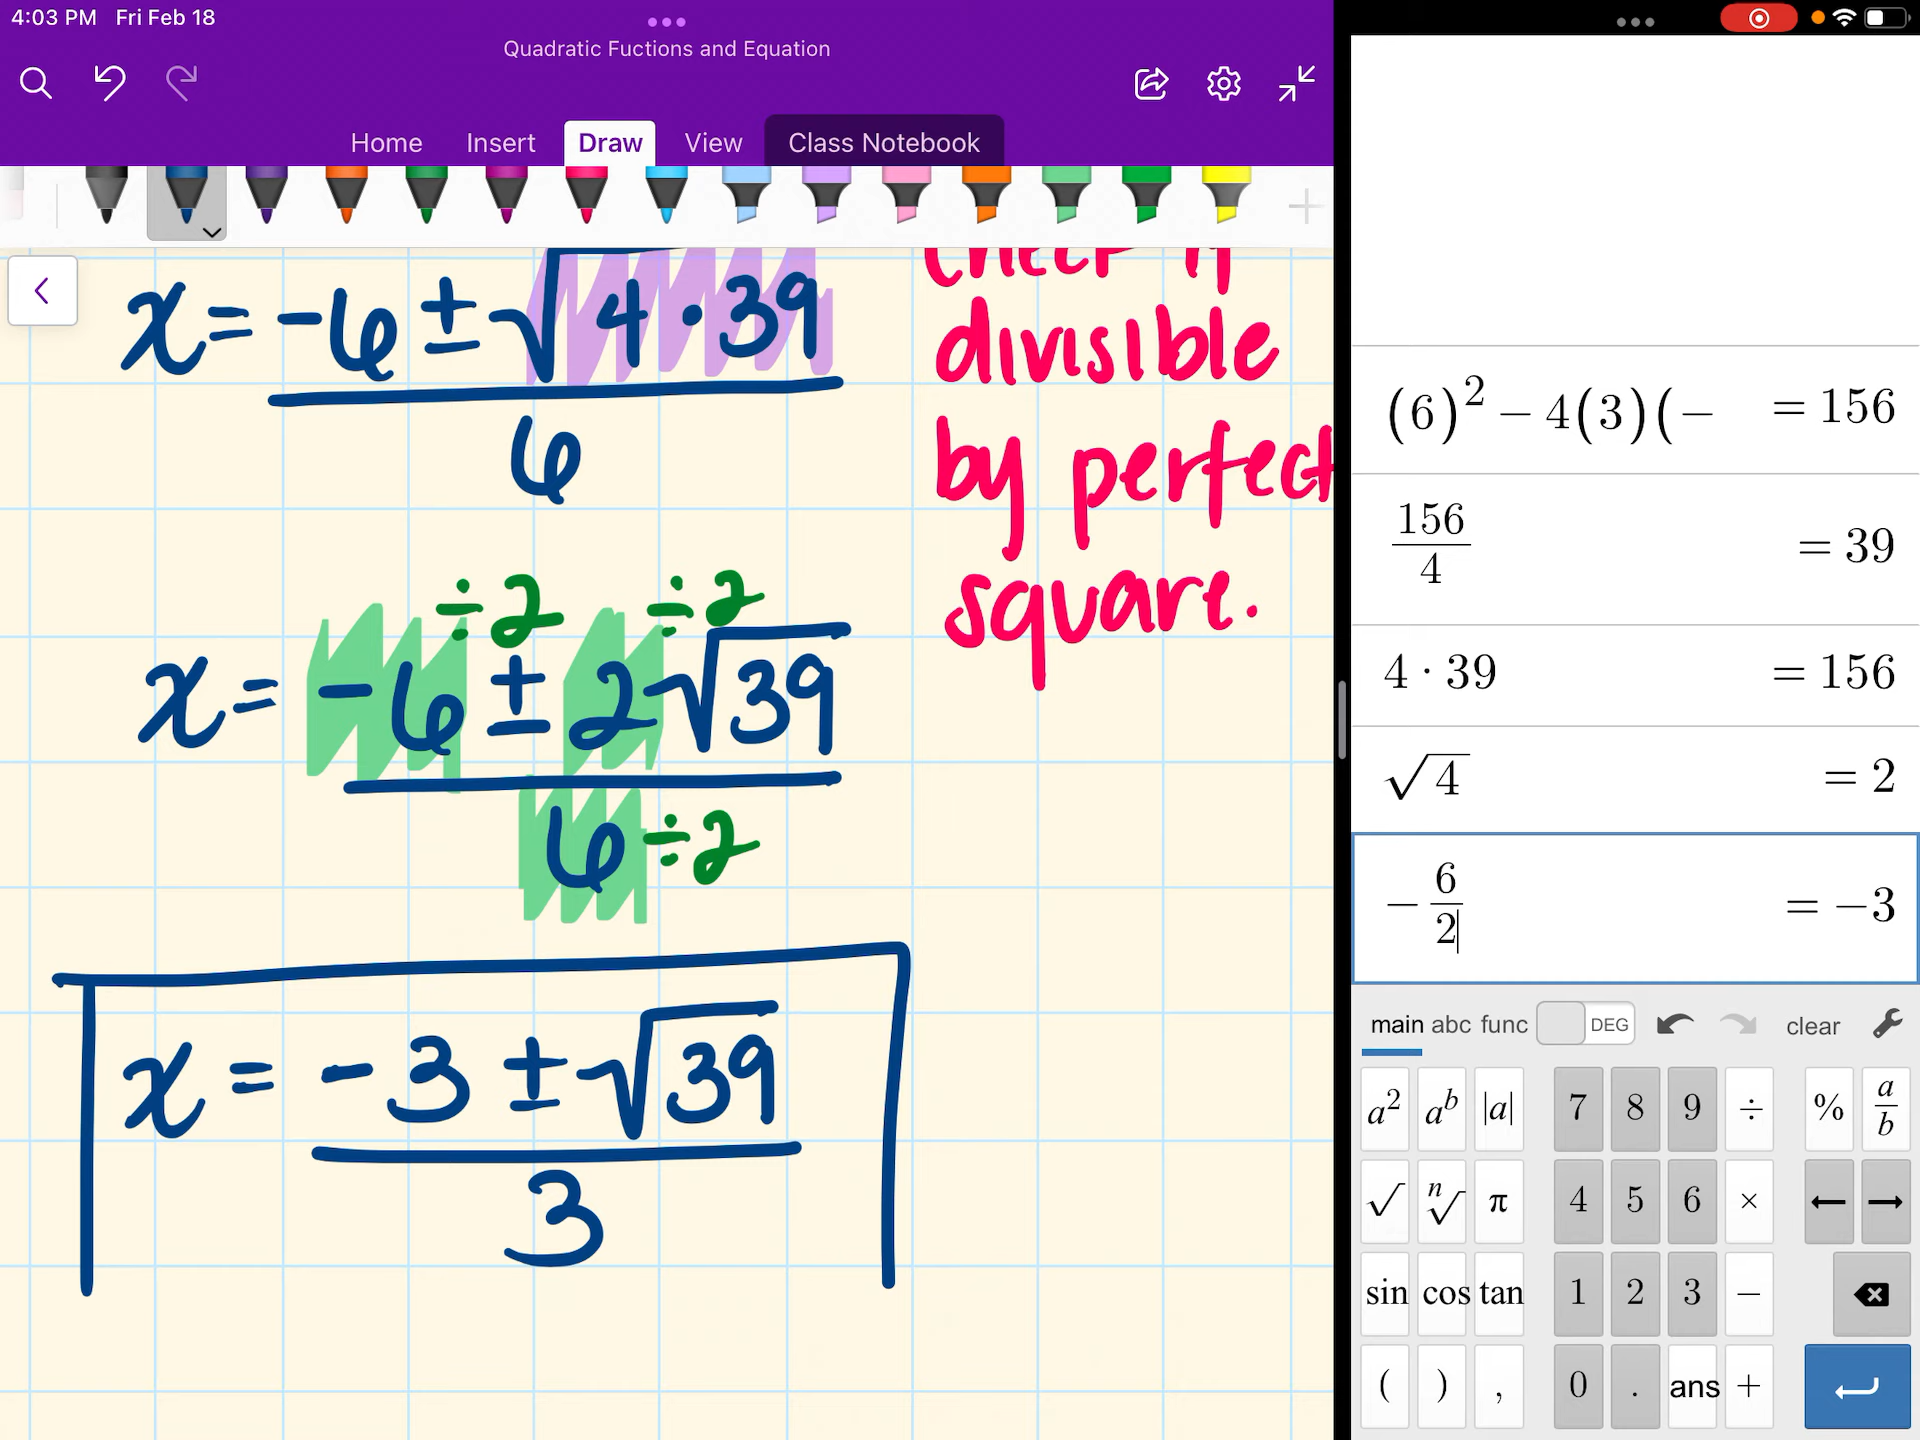 4:03 PM Fri Feb 18
Quadratic Fuctions and Equation
Home Insert Draw View Class Notebook
x = -6 ± √4·39
6
check if
divisible
by perfect
square.
÷2 ÷2
x = -6 ± 2√39
6 ÷2
x = -3 ± √39
3
(6)² − 4(3)(− = 156
156
4
= 39
4 · 39 = 156
√4 = 2
− 6
2
= −3
main abc func DEG clear
a² aᵇ |a| 7 8 9 ÷ % a/b
√ ⁿ√ π 4 5 6 × ← →
sin cos tan 1 2 3 −
( ) , 0 . ans +